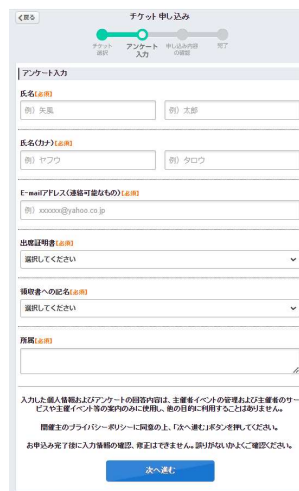 戻る
チケット申し込み
チケット
選択
アンケート
入力
申し込み内容
の確認
完了
アンケート入力
氏名【必須】
例）矢風
例）太郎
氏名(カナ)【必須】
例）ヤフウ
例）タロウ
E-mailアドレス(連絡可能なもの)【必須】
例）xxxxxx@yahoo.co.jp
出席証明書【必須】
選択してください
領収書への記名【必須】
選択してください
所属【必須】
入力した個人情報およびアンケートの回答内容は、主催者イベントの管理および主催者のサー
ビスや主催イベント等の案内のみに使用し、他の目的に利用することはありません。
開催主のプライバシーポリシーに同意の上、「次へ進む」ボタンを押してください。
お申込み完了後に入力情報の確認、修正はできません。誤りがないかよくご確認ください。
次へ進む